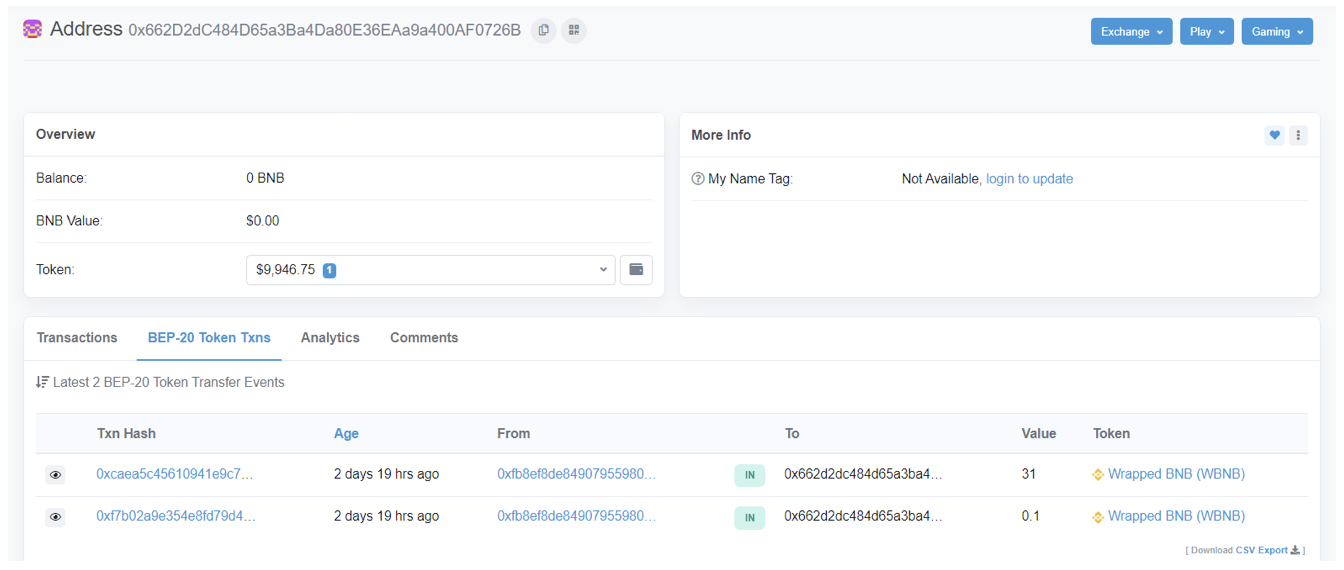 Address 0x662D2dC484D65a3Ba4Da80E36EAa9a400AF0726B
Exchange Play Gaming
Overview
Balance: 0 BNB
BNB Value: $0.00
Token: $9,946.75 1
More Info
My Name Tag: Not Available, login to update
Transactions BEP-20 Token Txns Analytics Comments
Latest 2 BEP-20 Token Transfer Events
Txn Hash Age From To Value Token
0xcaea5c45610941e9c7... 2 days 19 hrs ago 0xfb8ef8de84907955980... IN 0x662d2dc484d65a3ba4... 31 Wrapped BNB (WBNB)
0xf7b02a9e354e8fd79d4... 2 days 19 hrs ago 0xfb8ef8de84907955980... IN 0x662d2dc484d65a3ba4... 0.1 Wrapped BNB (WBNB)
[ Download CSV Export ]